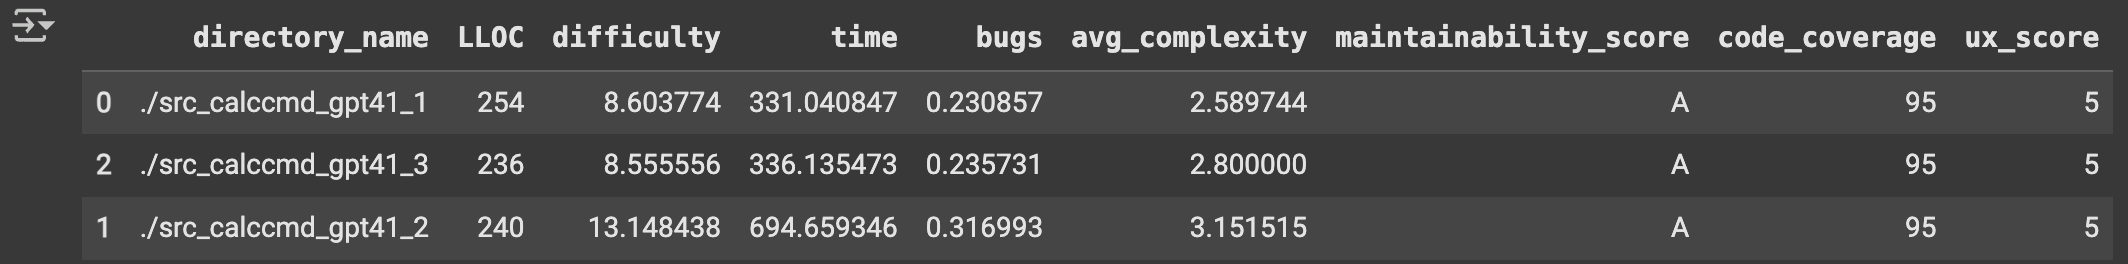 directory_name LLOC difficulty time bugs avg_complexity maintainability_score code_coverage ux_score
0 ./src_calccmd_gpt41_1 254 8.603774 331.040847 0.230857 2.589744 A 95 5
2 ./src_calccmd_gpt41_3 236 8.555556 336.135473 0.235731 2.800000 A 95 5
1 ./src_calccmd_gpt41_2 240 13.148438 694.659346 0.316993 3.151515 A 95 5